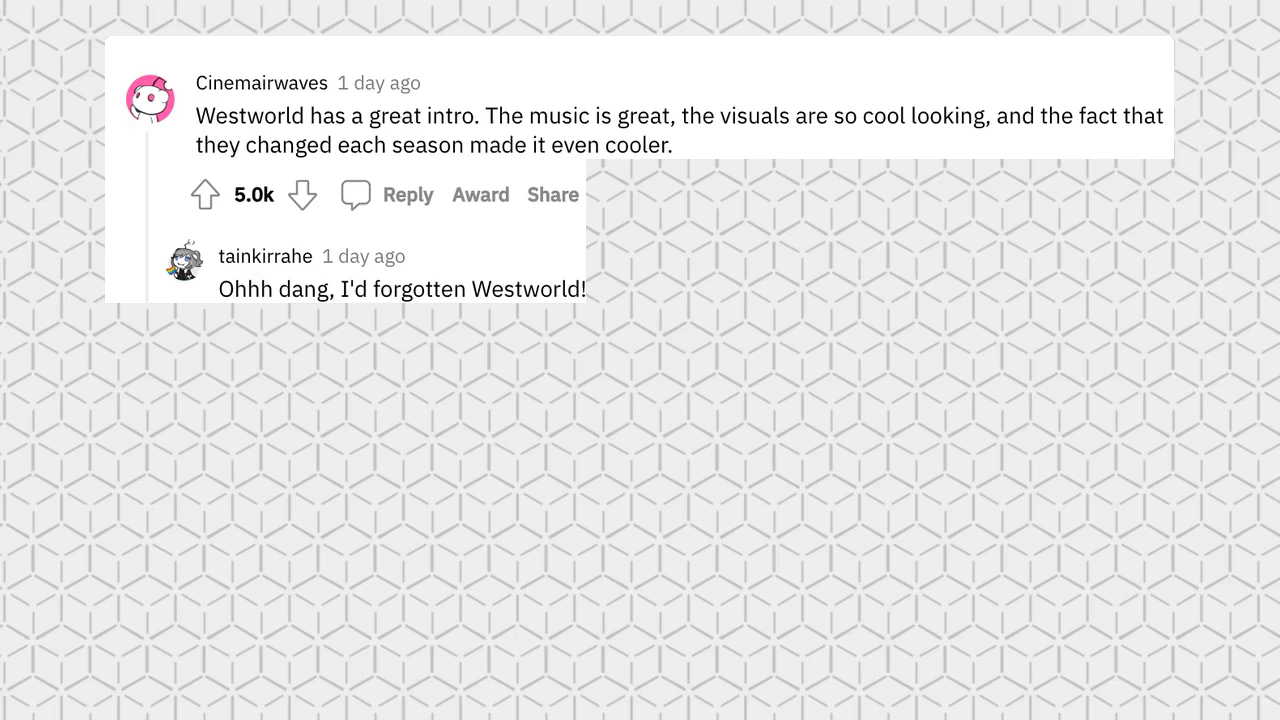 Cinemairwaves 1 day ago
Westworld has a great intro. The music is great, the visuals are so cool looking, and the fact that
they changed each season made it even cooler.
5.0k Reply Award Share
tainkirrahe 1 day ago
Ohhh dang, I'd forgotten Westworld!